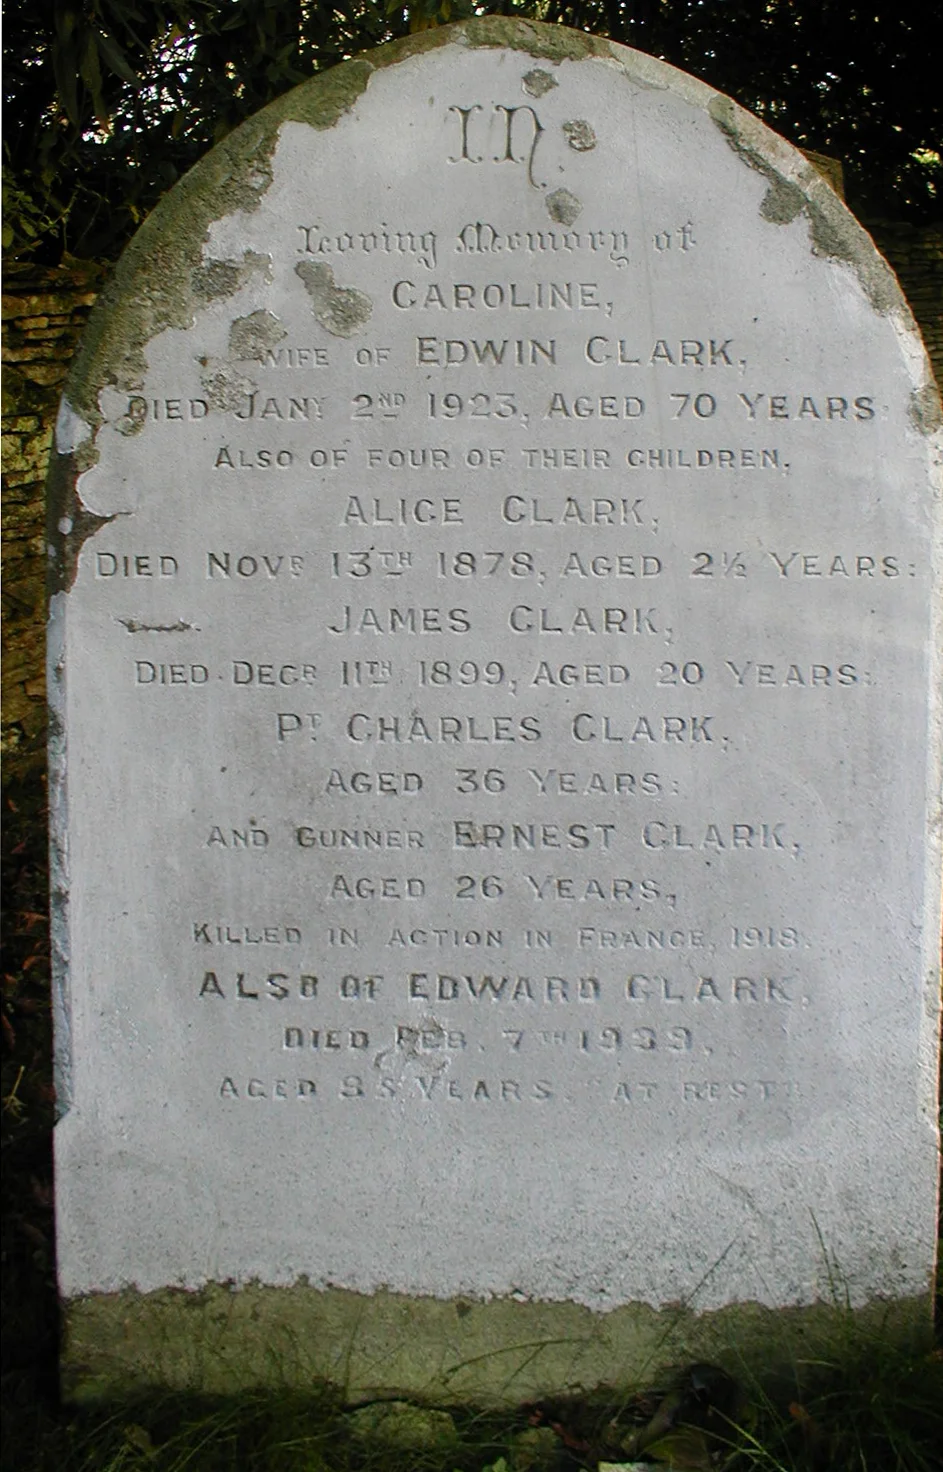 In
Loving Memory of
CAROLINE,
WIFE OF EDWIN CLARK,
DIED JANY 2ND 1923, AGED 70 YEARS.
ALSO OF FOUR OF THEIR CHILDREN,
ALICE CLARK,
DIED NOVR 13TH 1878, AGED 2½ YEARS:
JAMES CLARK,
DIED DECR 11TH 1899, AGED 20 YEARS:
PT CHARLES CLARK,
AGED 36 YEARS:
AND GUNNER ERNEST CLARK,
AGED 26 YEARS,
KILLED IN ACTION IN FRANCE, 1918.
ALSO OF EDWARD CLARK,
DIED FEB. 7TH 1939,
AGED YEARS. "AT REST"